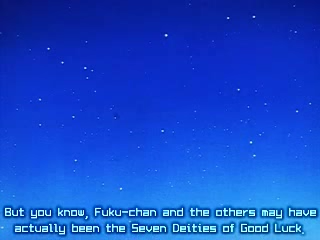 But you know, Fuku-chan and the others may have
actually been the Seven Deities of Good Luck.